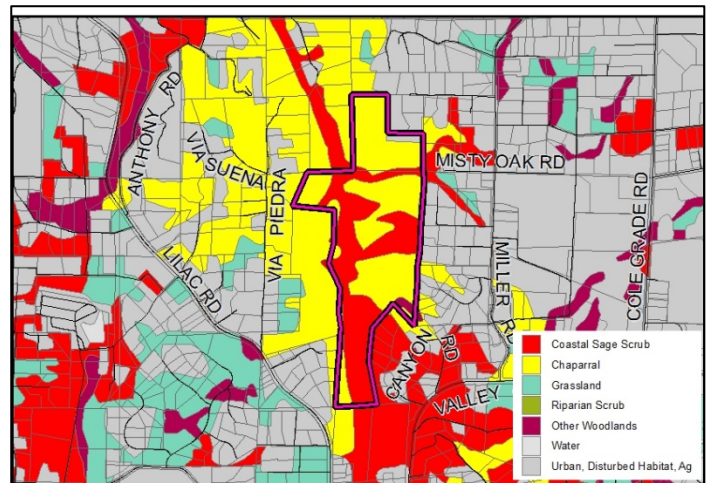 ANTHONY RD
VIA SUENA
VIA PIEDRA
LILAC RD
MISTY OAK RD
MILLER RD
COLE GRADE RD
CANYON RD
VALLEY
Coastal Sage Scrub
Chaparral
Grassland
Riparian Scrub
Other Woodlands
Water
Urban, Disturbed Habitat, Ag